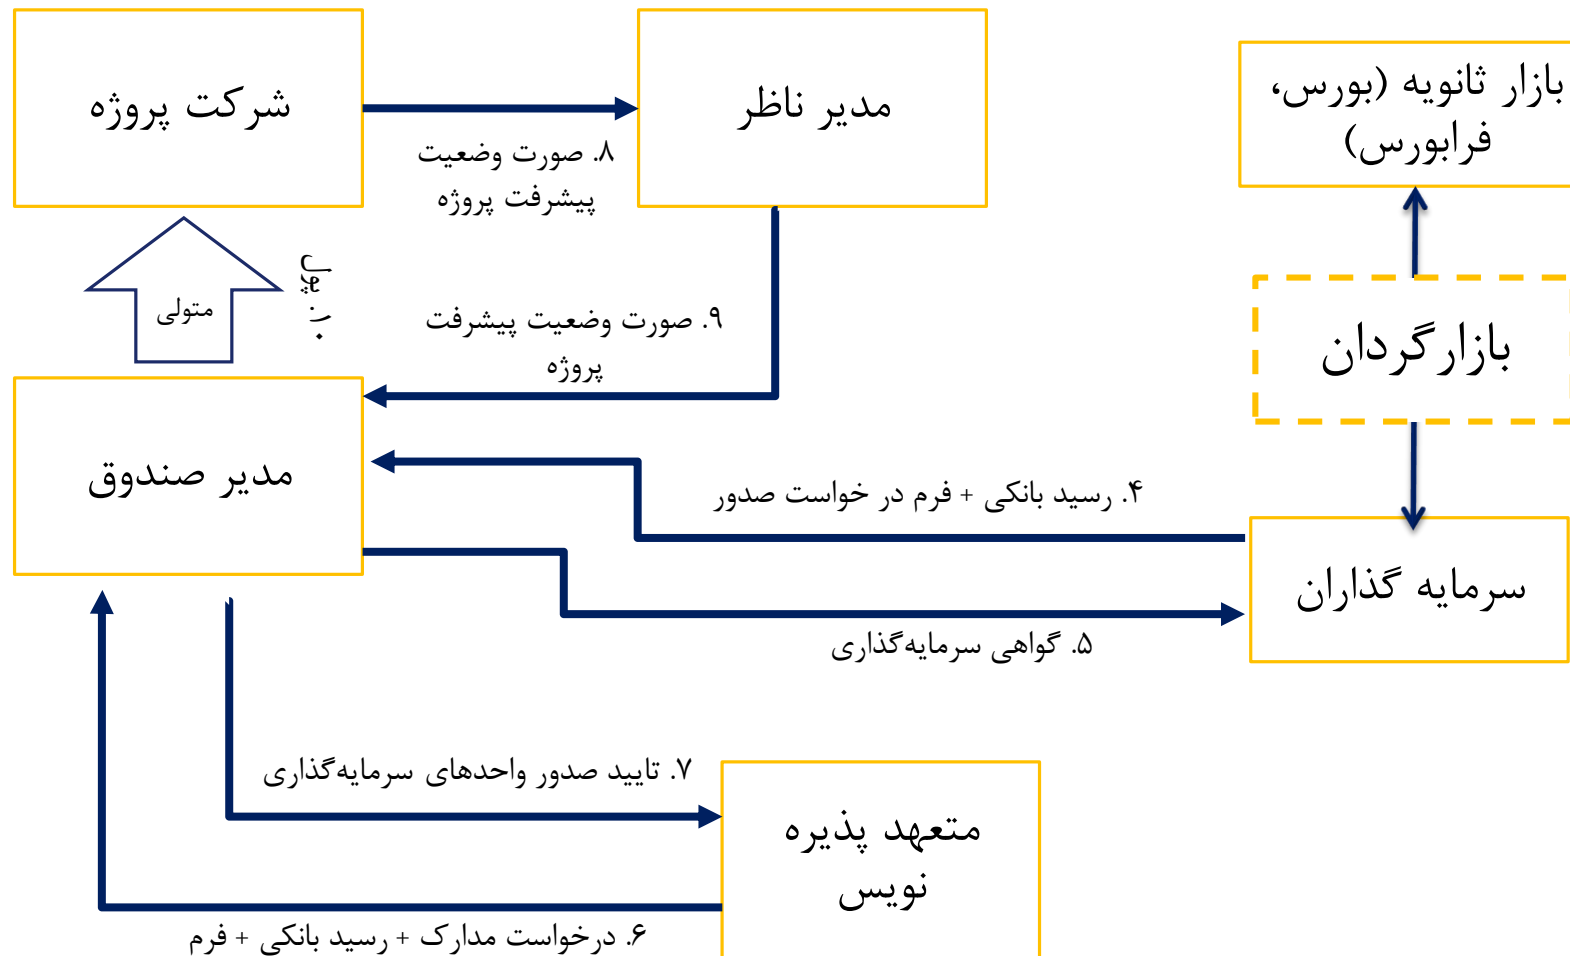 بازار ثانویه (بورس،
فرابورس)
مدیر ناظر
شرکت پروژه
۸. صورت وضعیت
پیشرفت پروژه
۱۰. پول
متولی
۹. صورت وضعیت پیشرفت
پروژه
بازارگردان
مدیر صندوق
۴. رسید بانکی + فرم در خواست صدور
سرمایه گذاران
۵. گواهی سرمایه‌گذاری
۷. تایید صدور واحدهای سرمایه‌گذاری
متعهد پذیره
نویس
۶. درخواست مدارک + رسید بانکی + فرم